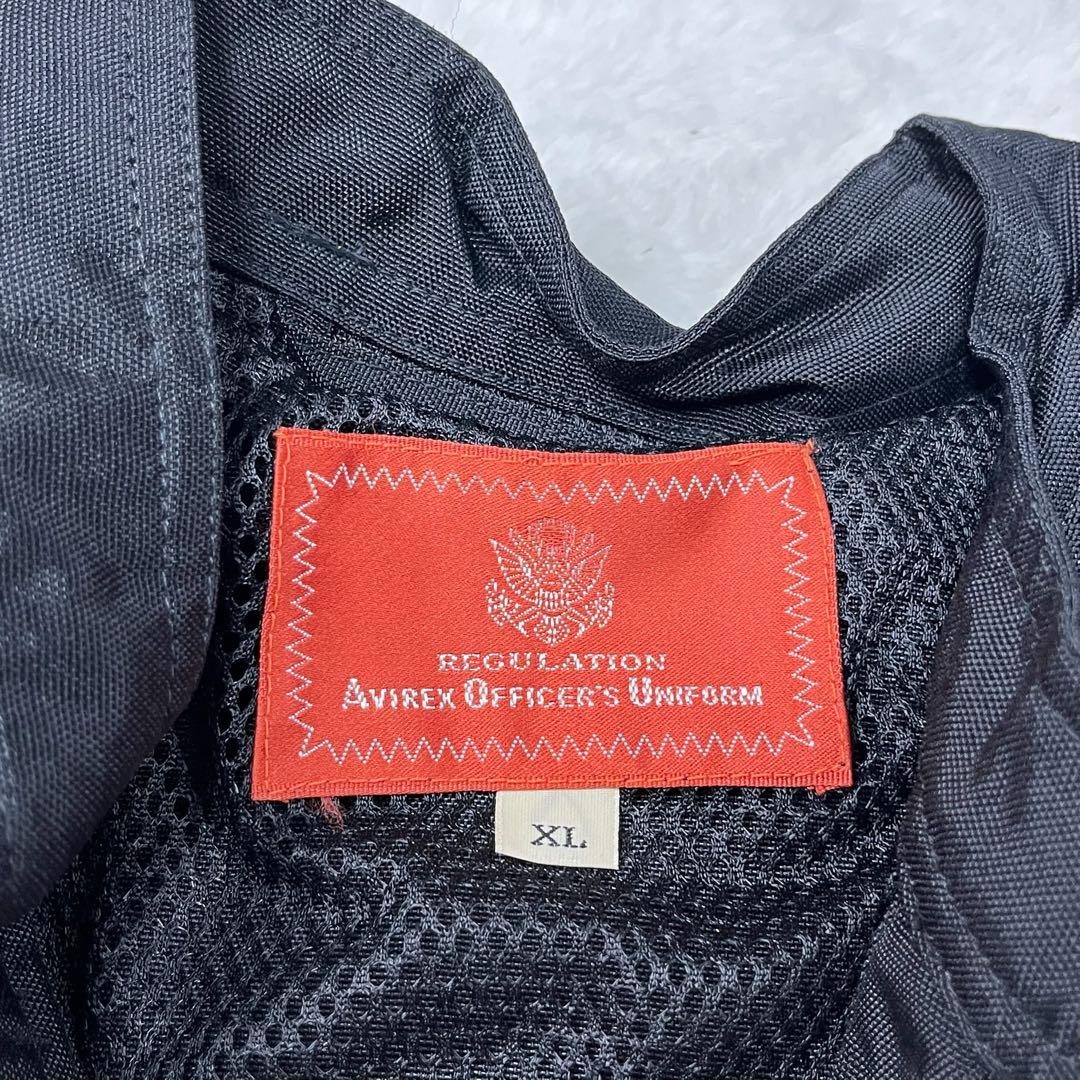 REGULATION
AVIREX OFFICER'S UNIFORM
XL